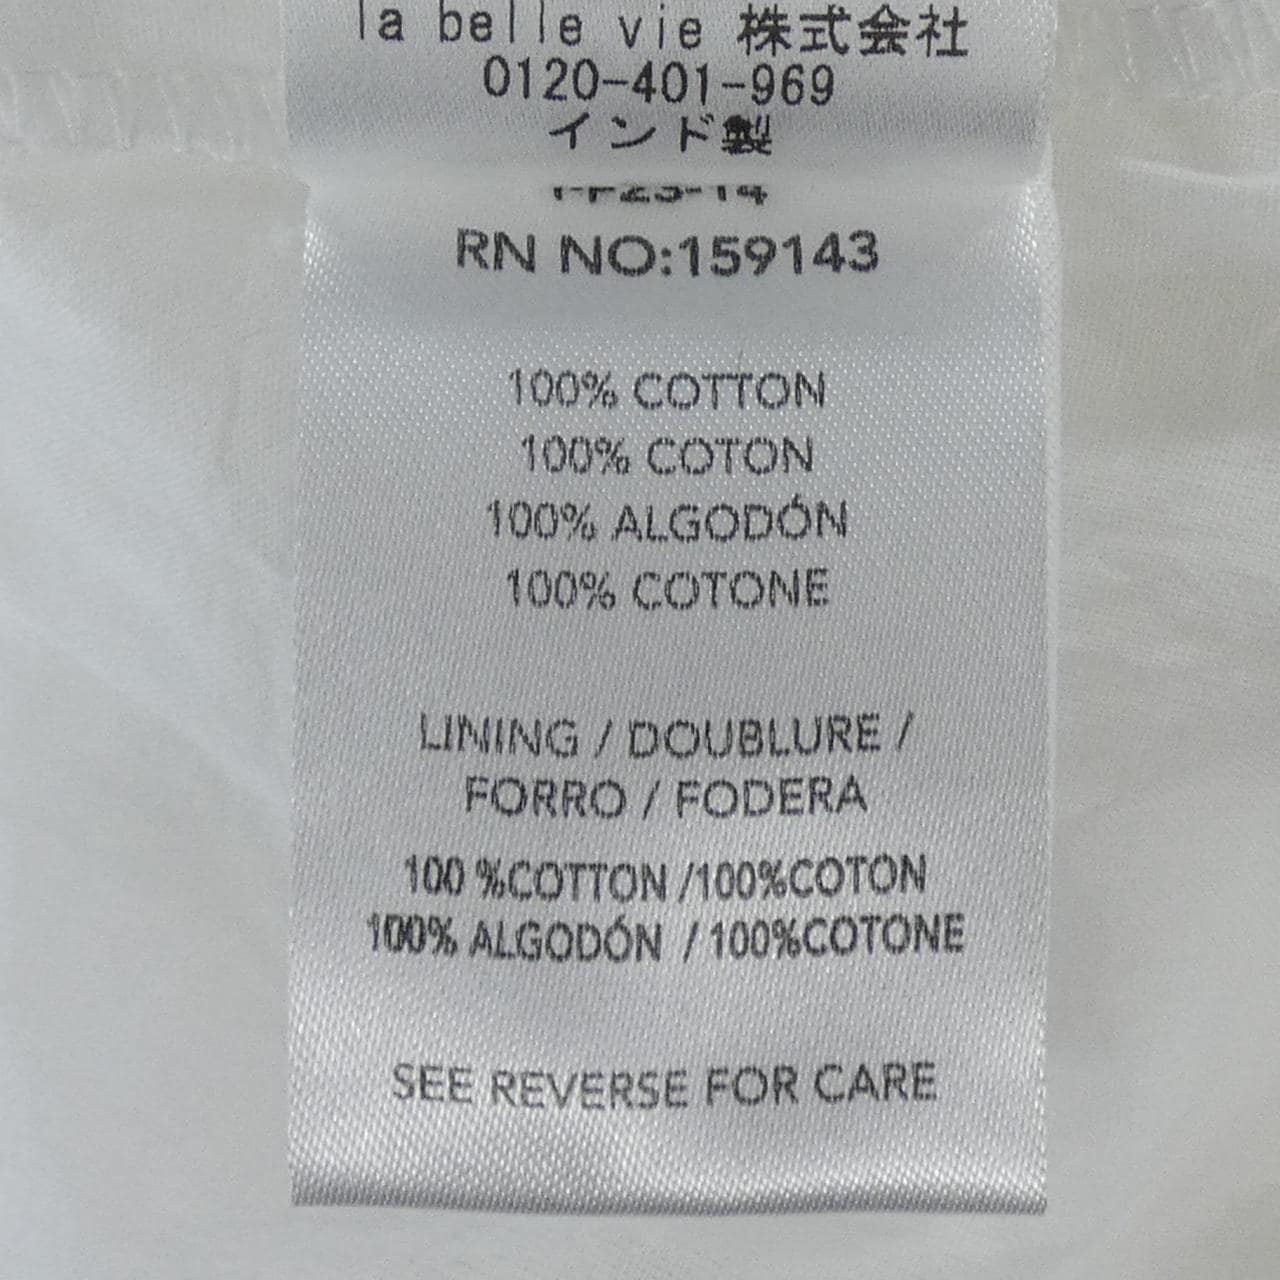 la belle vie 株式会社
0120-401-969
インド製
RN NO:159143
100% COTTON
100% COTON
100% ALGODÓN
100% COTONE
LINING / DOUBLURE /
FORRO / FODERA
100 %COTTON /100%COTON
100% ALGODÓN / 100%COTONE
SEE REVERSE FOR CARE